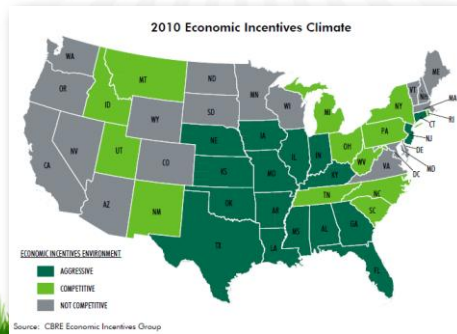 2010 Economic Incentives Climate
WA
OR
CA
NV
ID
MT
WY
UT
AZ
CO
NM
ND
SD
NE
KS
OK
TX
MN
IA
MO
AR
LA
WI
IL
MI
IN
OH
KY
TN
MS
AL
GA
FL
SC
NC
VA
WV
PA
NY
VT
NH
ME
MA
RI
CT
NJ
DE
MD
DC
ECONOMIC INCENTIVES ENVIRONMENT
AGGRESSIVE
COMPETITIVE
NOT COMPETITIVE
Source: CBRE Economic Incentives Group